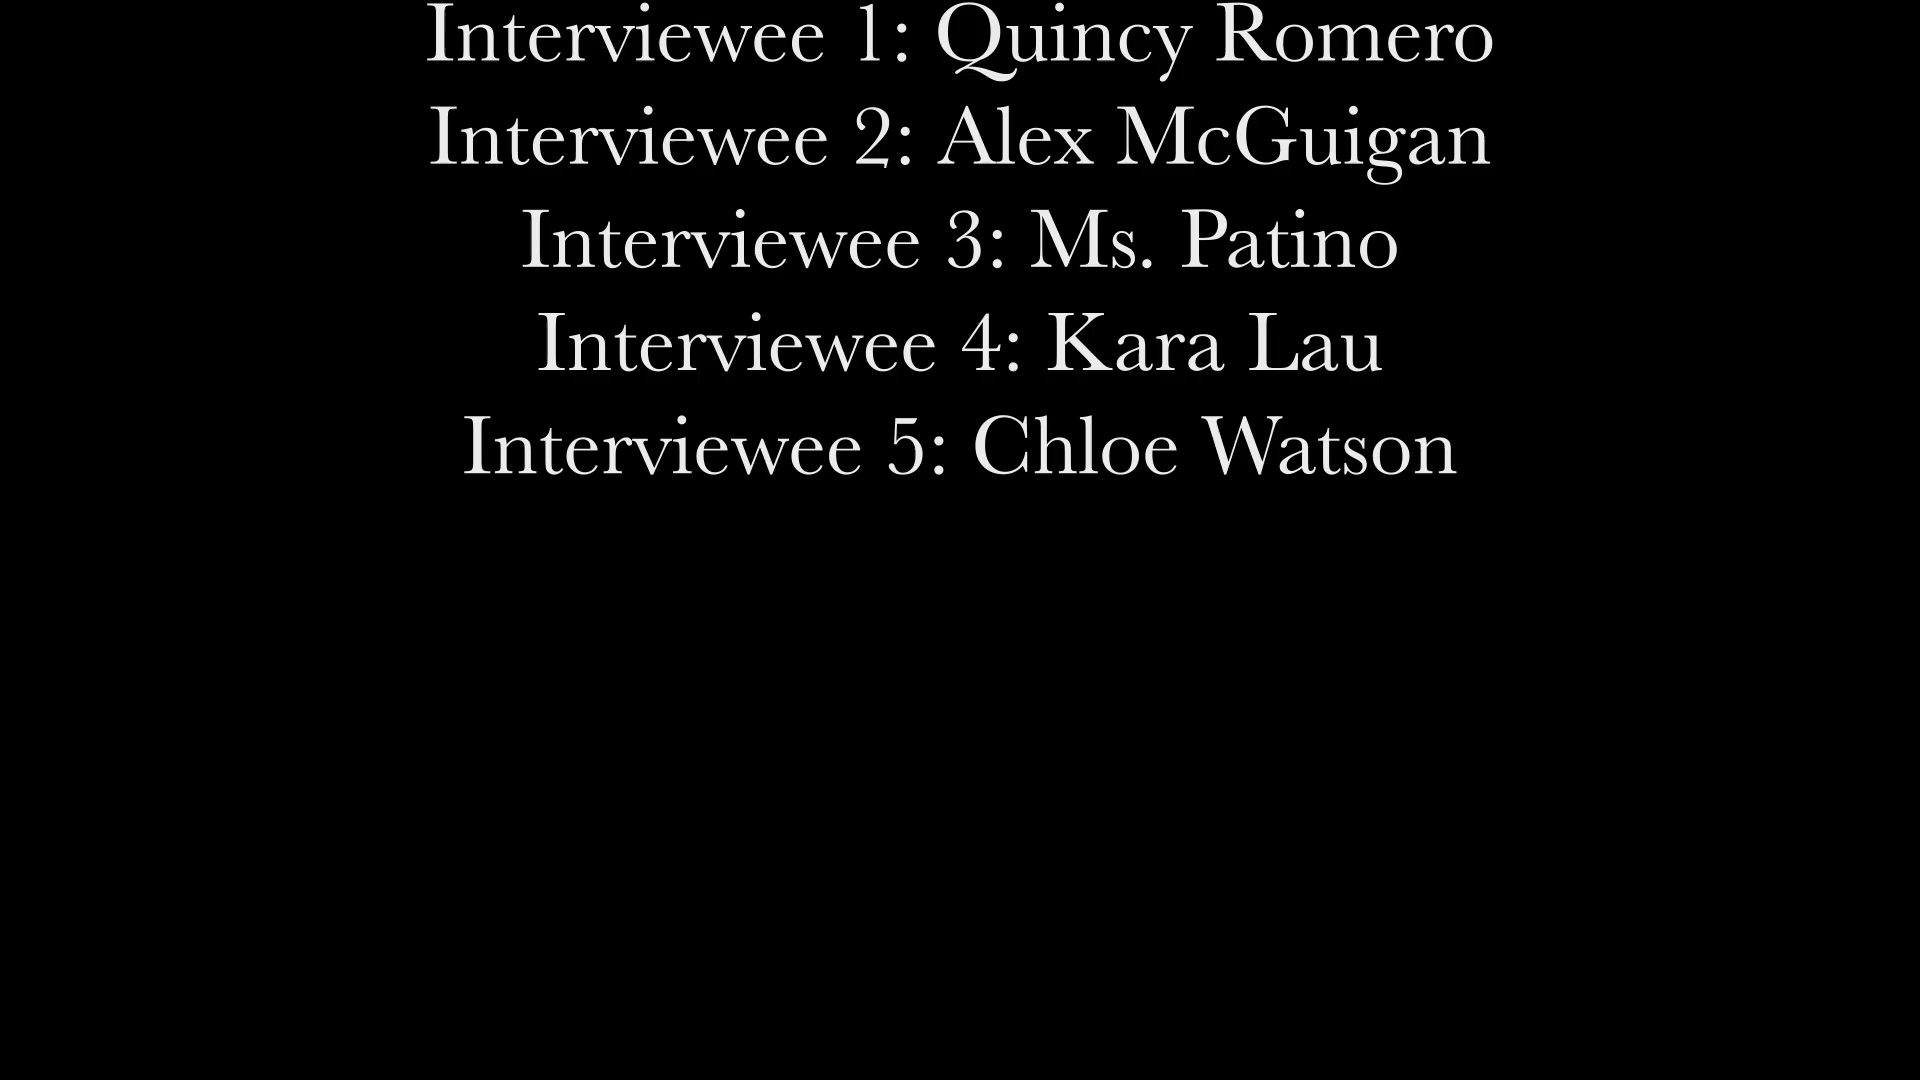 Interviewee 1: Quincy Romero
Interviewee 2: Alex McGuigan
Interviewee 3: Ms. Patino
Interviewee 4: Kara Lau
Interviewee 5: Chloe Watson